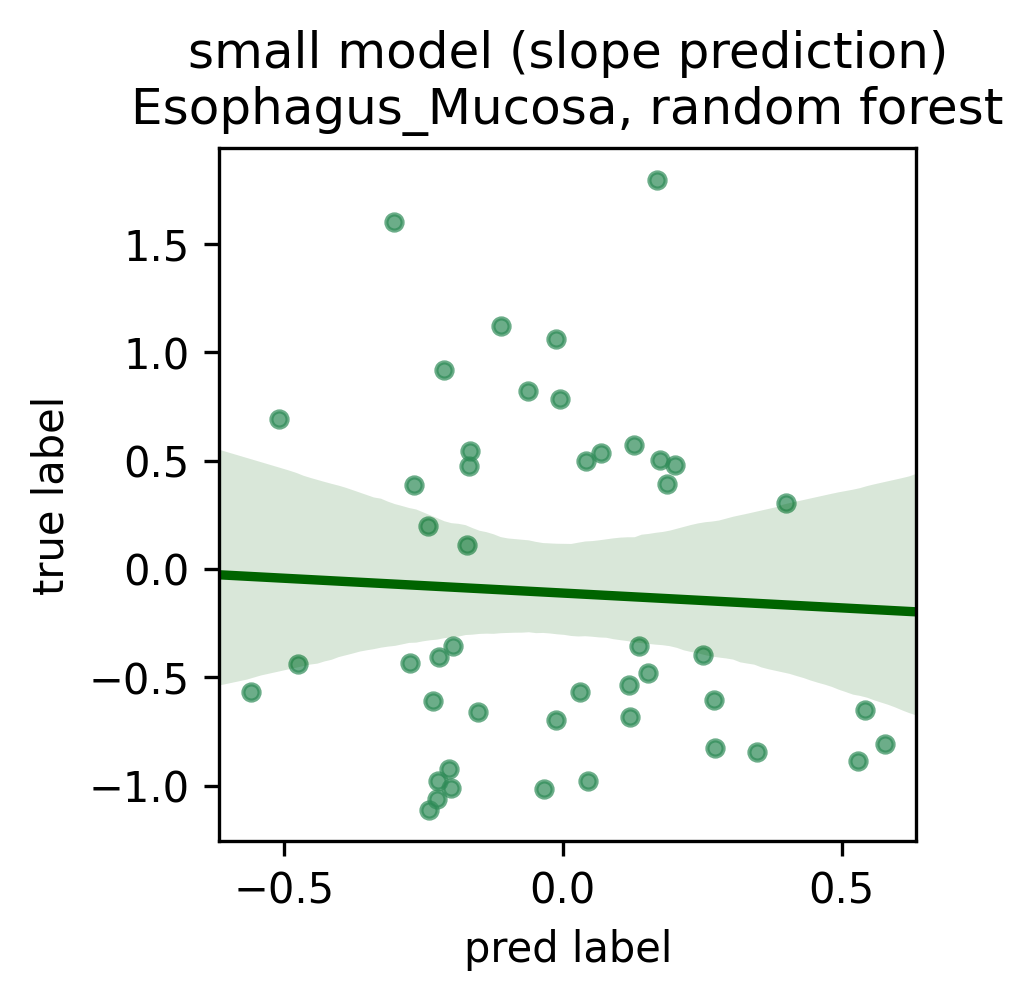 small model (slope prediction)
Esophagus_Mucosa, random forest
1.5
1.0
0.5
0.0
−0.5
−1.0
true label
−0.5
0.0
0.5
pred label